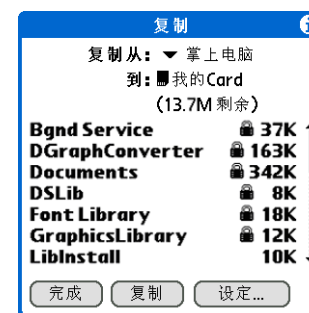 复制
复制从: 掌上电脑
到: 我的Card
(13.7M 剩余)
Bgnd Service 37K
DGraphConverter 163K
Documents 342K
DSLib 8K
Font Library 18K
GraphicsLibrary 12K
LibInstall 10K
完成 复制 设定...